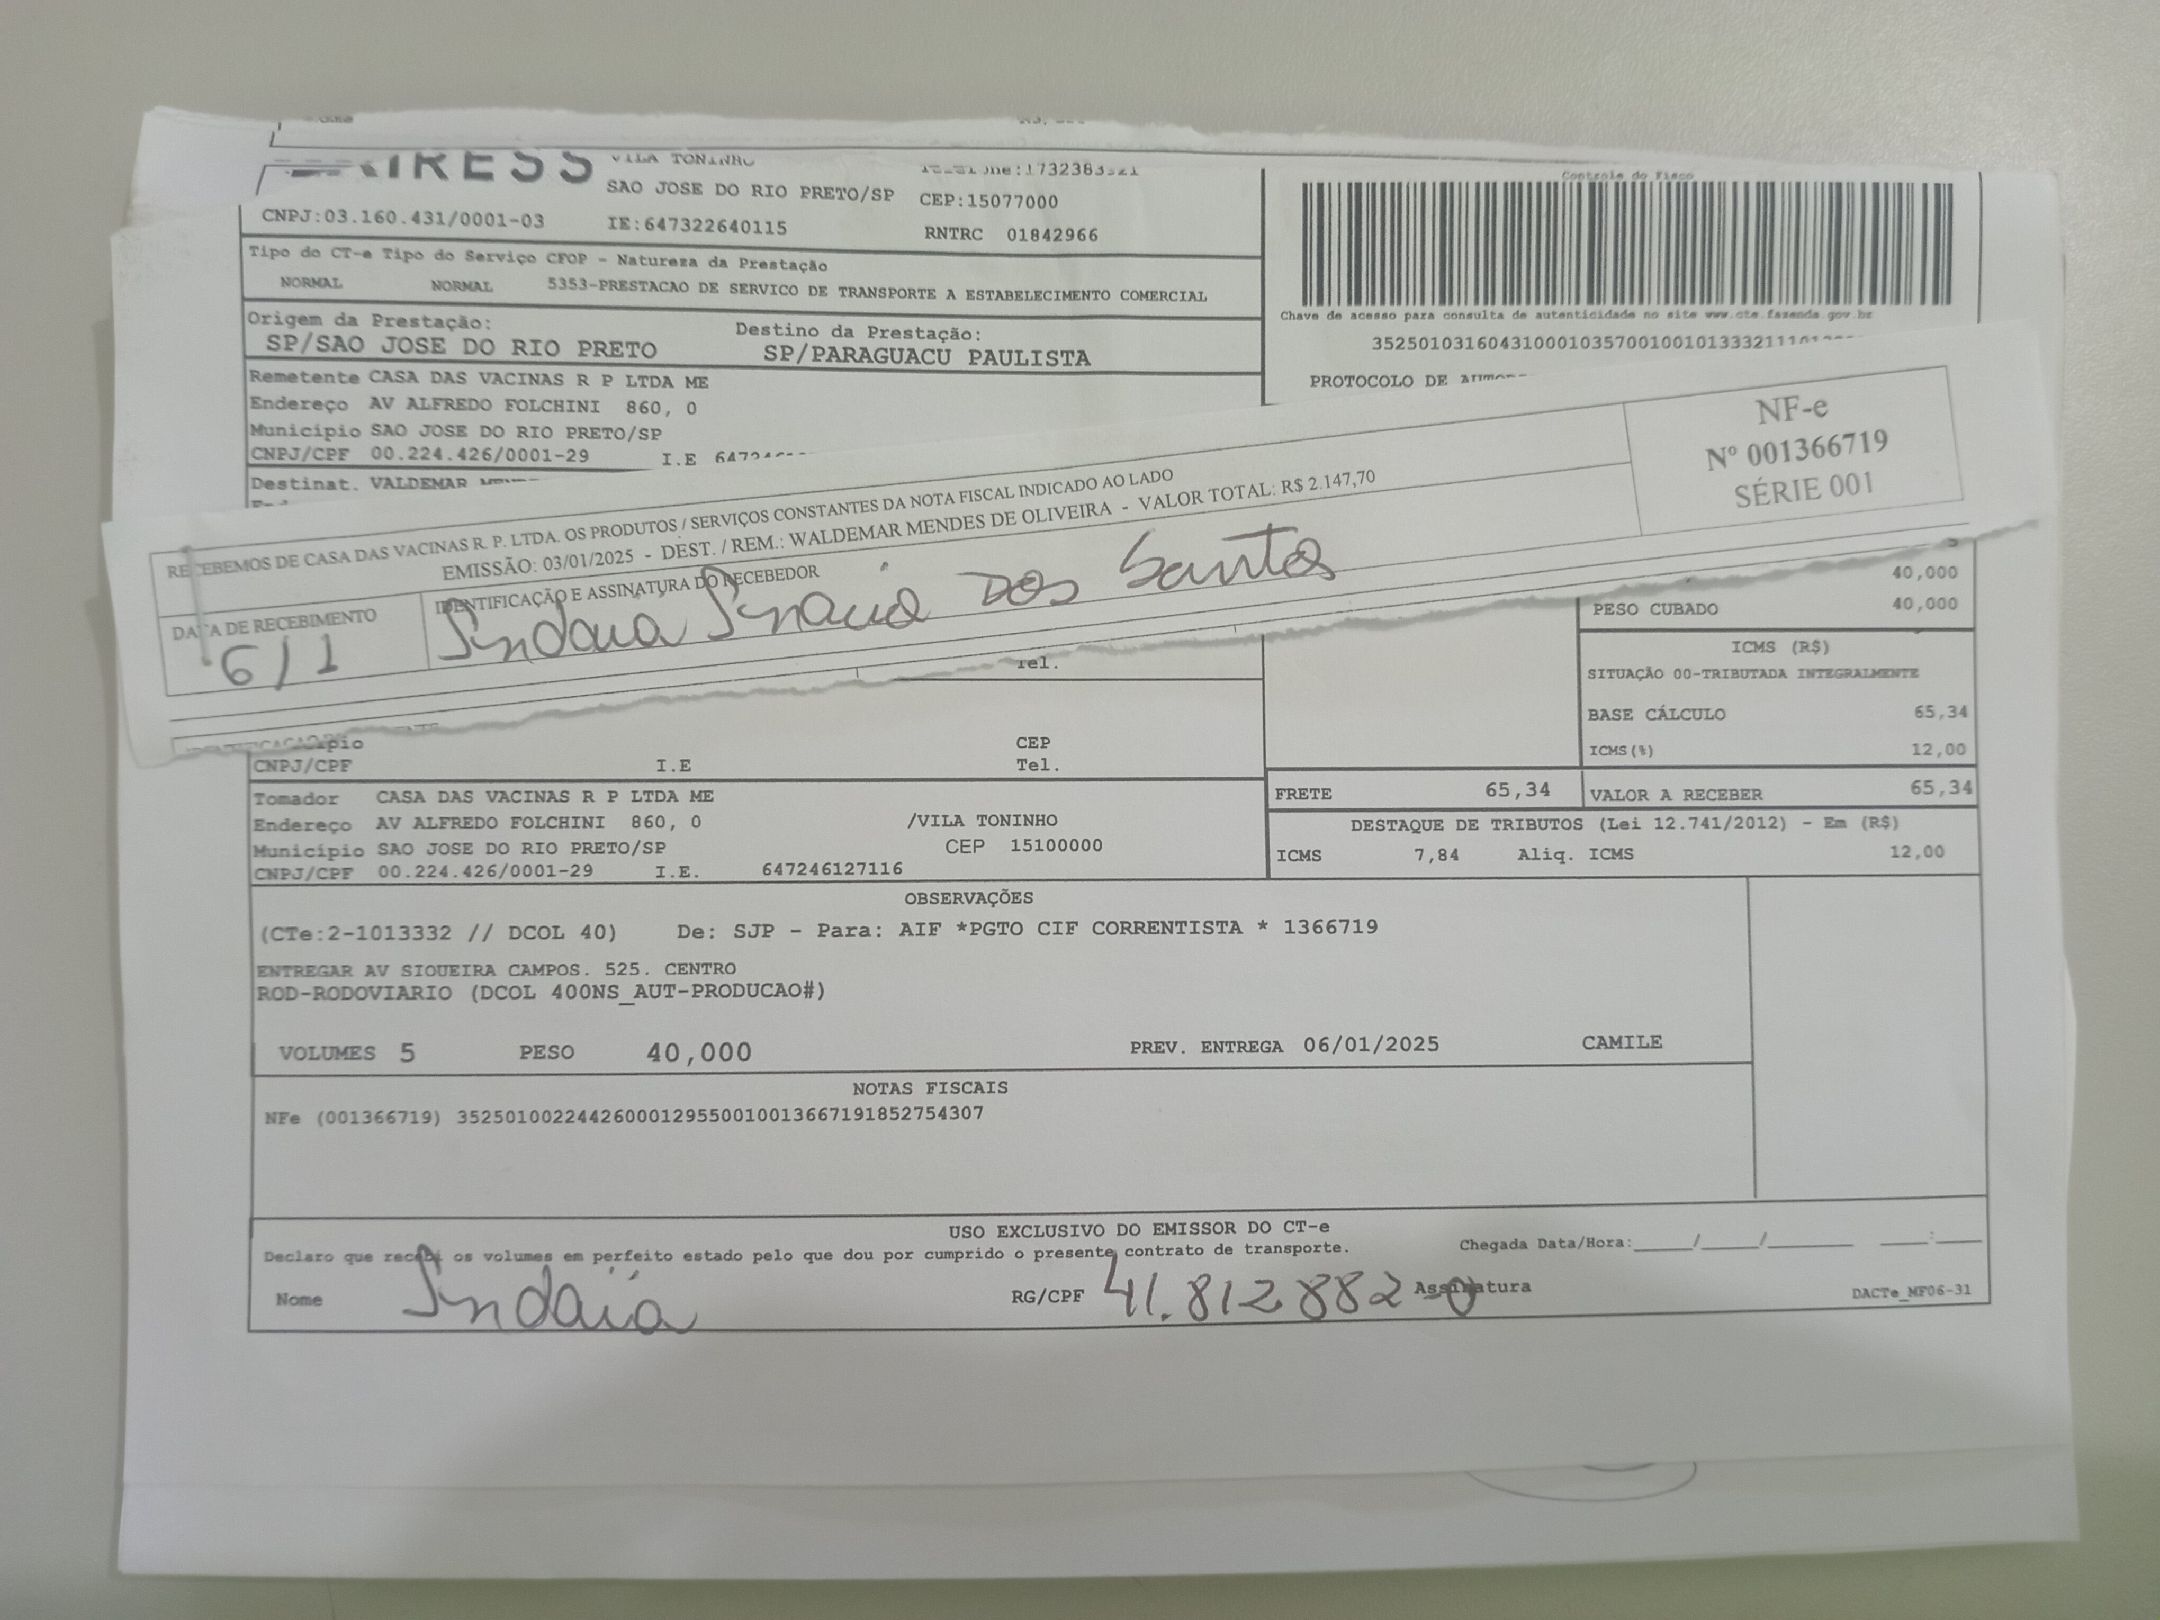 VILA TONINHO
SAO JOSE DO RIO PRETO/SP CEP:15077000
CNPJ:03.160.431/0001-03 IE:647322640115 RNTRC 01842966
Controle do Fisco
Tipo do CT-e Tipo do Serviço CFOP - Natureza da Prestação
NORMAL NORMAL 5353-PRESTACAO DE SERVICO DE TRANSPORTE A ESTABELECIMENTO COMERCIAL
Chave de acesso para consulta de autenticidade no site www.cte.fazenda.gov.br
Origem da Prestação: Destino da Prestação:
SP/SAO JOSE DO RIO PRETO SP/PARAGUACU PAULISTA
PROTOCOLO DE
Remetente CASA DAS VACINAS R P LTDA ME
Endereço AV ALFREDO FOLCHINI 860, 0
Município SAO JOSE DO RIO PRETO/SP
CNPJ/CPF 00.224.426/0001-29 I.E
Destinat. VALDEMAR
RECEBEMOS DE CASA DAS VACINAS R. P. LTDA. OS PRODUTOS / SERVIÇOS CONSTANTES DA NOTA FISCAL INDICADO AO LADO
EMISSÃO: 03/01/2025 - DEST. / REM.: WALDEMAR MENDES DE OLIVEIRA - VALOR TOTAL: R$ 2.147,70
NF-e
Nº 001366719
SÉRIE 001
DATA DE RECEBIMENTO
6/1
IDENTIFICAÇÃO E ASSINATURA DO RECEBEDOR
Indaia Inacia dos Santos
40,000
PESO CUBADO 40,000
ICMS (R$)
SITUAÇÃO 00-TRIBUTADA INTEGRALMENTE
BASE CÁLCULO 65,34
ICMS(%) 12,00
Tel.
CEP
CNPJ/CPF I.E Tel.
FRETE 65,34 VALOR A RECEBER 65,34
Tomador CASA DAS VACINAS R P LTDA ME
Endereço AV ALFREDO FOLCHINI 860, 0 /VILA TONINHO
Município SAO JOSE DO RIO PRETO/SP CEP 15100000
CNPJ/CPF 00.224.426/0001-29 I.E. 647246127116
DESTAQUE DE TRIBUTOS (Lei 12.741/2012) - Em (R$)
ICMS 7,84 Aliq. ICMS 12,00
OBSERVAÇÕES
(CTe:2-1013332 // DCOL 40) De: SJP - Para: AIF *PGTO CIF CORRENTISTA * 1366719
ENTREGAR AV SIQUEIRA CAMPOS. 525. CENTRO
ROD-RODOVIARIO (DCOL 400NS_AUT-PRODUCAO#)
VOLUMES 5 PESO 40,000 PREV. ENTREGA 06/01/2025 CAMILE
NOTAS FISCAIS
NFe (001366719) 35250100224426000129550010013667191852754307
USO EXCLUSIVO DO EMISSOR DO CT-e
Declaro que recebi os volumes em perfeito estado pelo que dou por cumprido o presente contrato de transporte. Chegada Data/Hora:_____/_____/_______ ____:____
Nome Indaia RG/CPF 41.812.882 0 Assinatura
DACTe_MF06-31